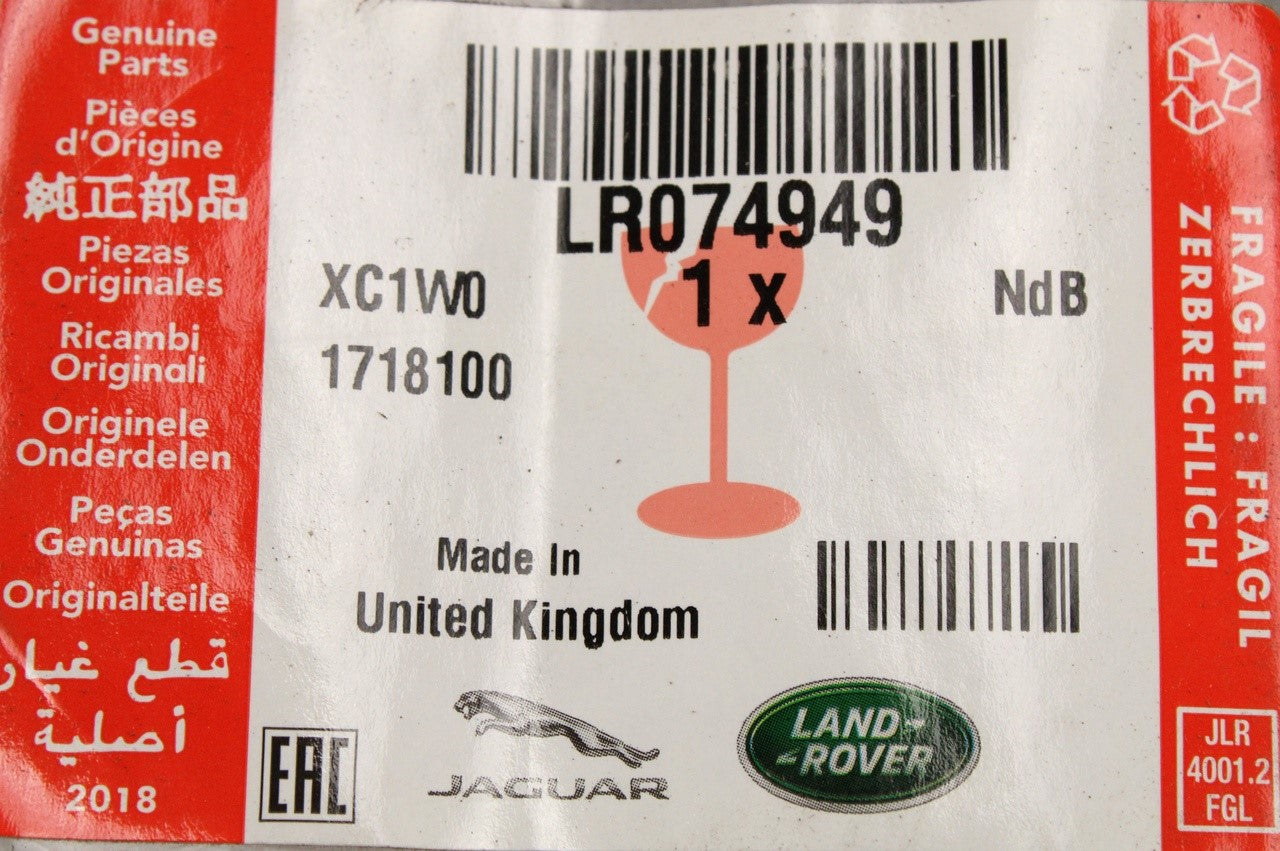 Genuine
Parts
Pièces
d'Origine
純正部品
Piezas
Originales
Ricambi
Originali
Originele
Onderdelen
Peças
Genuinas
Originalteile
قطع غيار
أصلية
2018
LR074949
1 x
XC1W0
NdB
1718100
Made In
United Kingdom
EAC
JAGUAR
LAND-
-ROVER
FRAGILE : FRAGIL
ZERBRECHLICH
JLR
4001.2
FGL